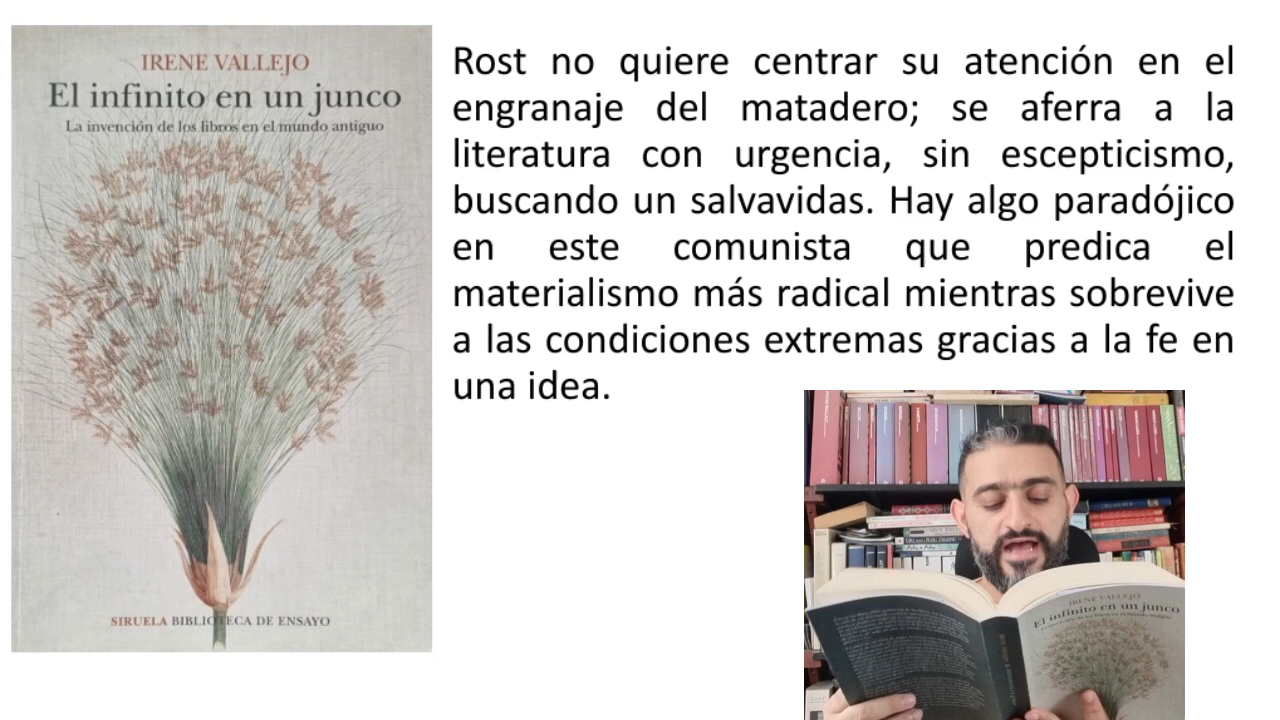 IRENE VALLEJO
El infinito en un junco
La invención de los libros en el mundo antiguo
SIRUELA BIBLIOTECA DE ENSAYO
Rost no quiere centrar su atención en el
engranaje del matadero; se aferra a la
literatura con urgencia, sin escepticismo,
buscando un salvavidas. Hay algo paradójico
en este comunista que predica el
materialismo más radical mientras sobrevive
a las condiciones extremas gracias a la fe en
una idea.
IRENE VALLEJO
El infinito en un junco